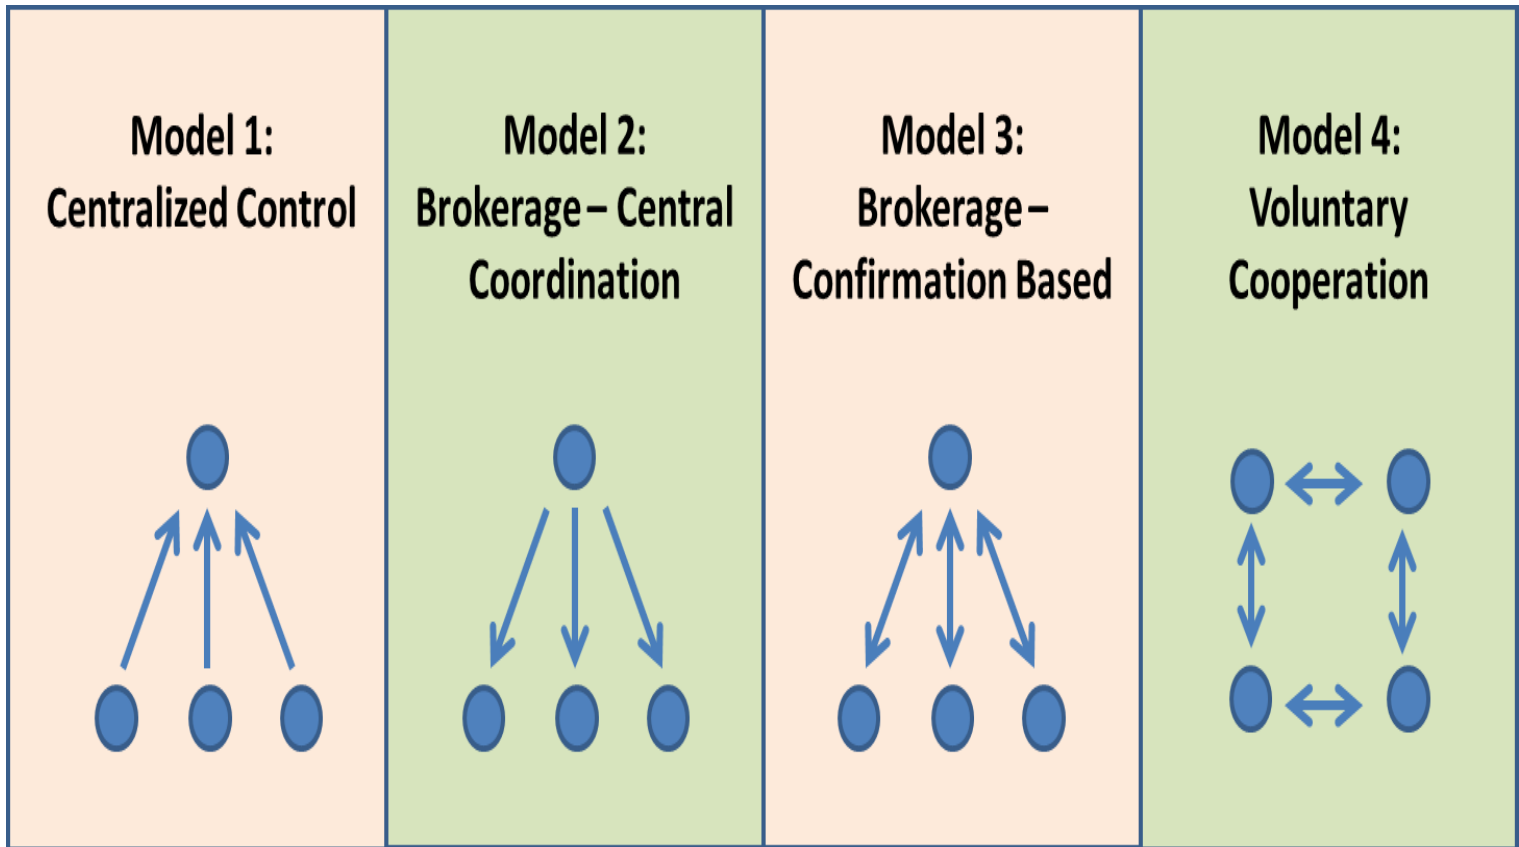 Model 1:
Centralized Control
Model 2:
Brokerage – Central
Coordination
Model 3:
Brokerage –
Confirmation Based
Model 4:
Voluntary
Cooperation